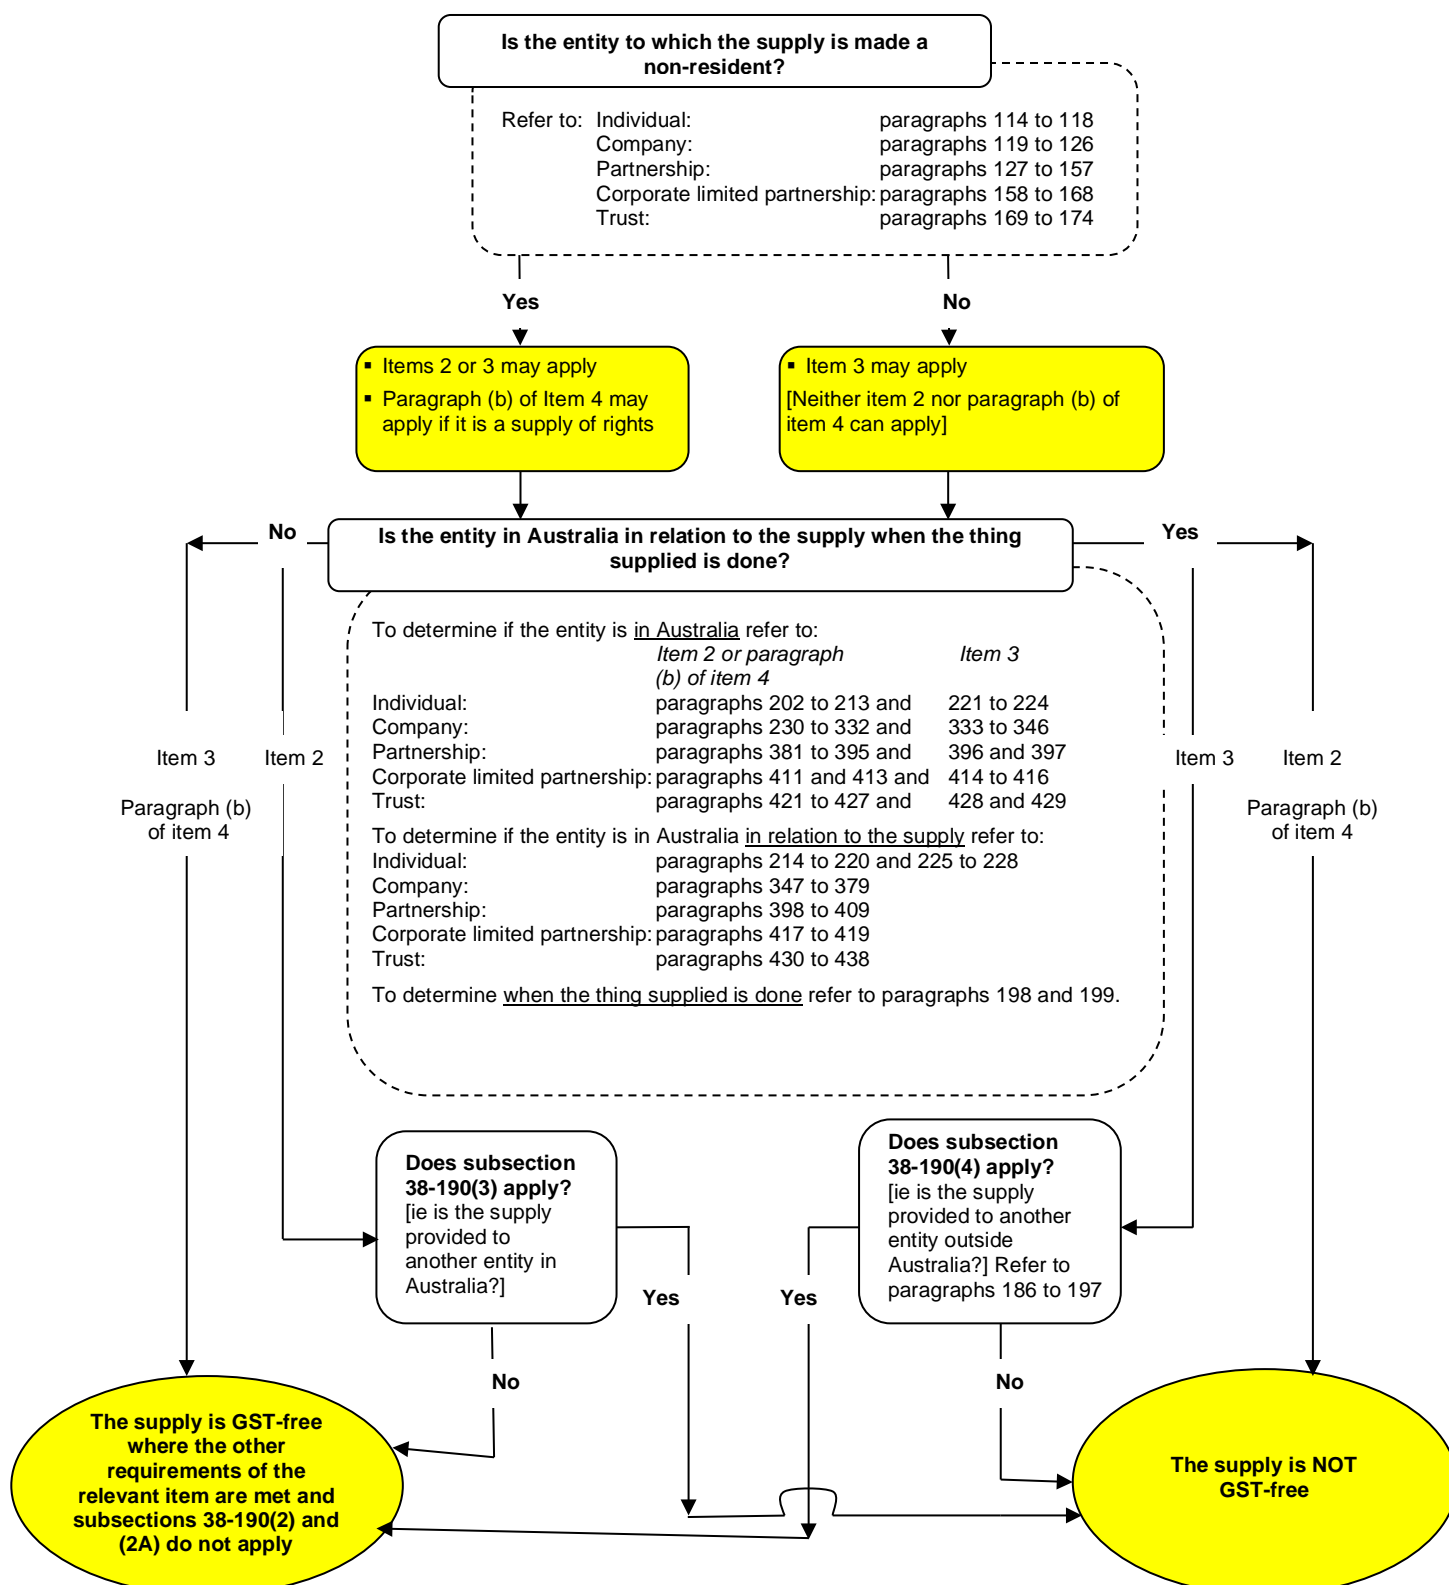 Is the entity to which the supply is made a
non-resident?
Refer to: Individual: paragraphs 114 to 118
Company: paragraphs 119 to 126
Partnership: paragraphs 127 to 157
Corporate limited partnership: paragraphs 158 to 168
Trust: paragraphs 169 to 174
Yes
No
▪ Items 2 or 3 may apply
▪ Paragraph (b) of Item 4 may
apply if it is a supply of rights
▪ Item 3 may apply
[Neither item 2 nor paragraph (b) of
item 4 can apply]
No
Is the entity in Australia in relation to the supply when the thing
supplied is done?
Yes
To determine if the entity is in Australia refer to:
Item 2 or paragraph Item 3
(b) of item 4
Individual: paragraphs 202 to 213 and 221 to 224
Company: paragraphs 230 to 332 and 333 to 346
Partnership: paragraphs 381 to 395 and 396 and 397
Corporate limited partnership: paragraphs 411 and 413 and 414 to 416
Trust: paragraphs 421 to 427 and 428 and 429
To determine if the entity is in Australia in relation to the supply refer to:
Individual: paragraphs 214 to 220 and 225 to 228
Company: paragraphs 347 to 379
Partnership: paragraphs 398 to 409
Corporate limited partnership: paragraphs 417 to 419
Trust: paragraphs 430 to 438
To determine when the thing supplied is done refer to paragraphs 198 and 199.
Item 3
Paragraph (b)
of item 4
Item 2
Item 3
Item 2
Paragraph (b)
of item 4
Does subsection
38-190(3) apply?
[ie is the supply
provided to
another entity in
Australia?]
Does subsection
38-190(4) apply?
[ie is the supply
provided to another
entity outside
Australia?] Refer to
paragraphs 186 to 197
Yes
Yes
No
No
The supply is GST-free
where the other
requirements of the
relevant item are met and
subsections 38-190(2) and
(2A) do not apply
The supply is NOT
GST-free